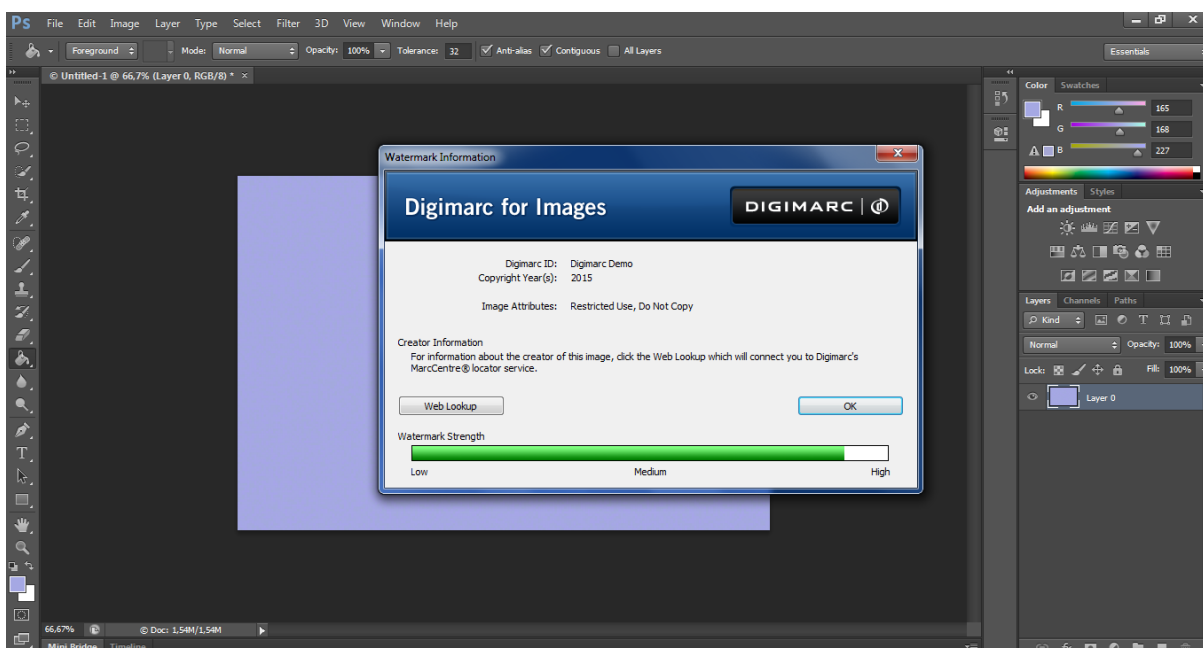 Ps File Edit Image Layer Type Select Filter 3D View Window Help
Foreground Mode: Normal Opacity: 100% Tolerance: 32 Anti-alias Contiguous All Layers Essentials
© Untitled-1 @ 66,7% (Layer 0, RGB/8) * ×
Color Swatches
R 165
G 168
B 227
Adjustments Styles
Add an adjustment
Layers Channels Paths
Kind
Normal Opacity: 100%
Lock: Fill: 100%
Layer 0
Watermark Information
Digimarc for Images
DIGIMARC
Digimarc ID: Digimarc Demo
Copyright Year(s): 2015
Image Attributes: Restricted Use, Do Not Copy
Creator Information
For information about the creator of this image, click the Web Lookup which will connect you to Digimarc's
MarcCentre® locator service.
Web Lookup OK
Watermark Strength
Low Medium High
66,67% © Doc: 1,54M/1,54M
Mini Bridge Timeline